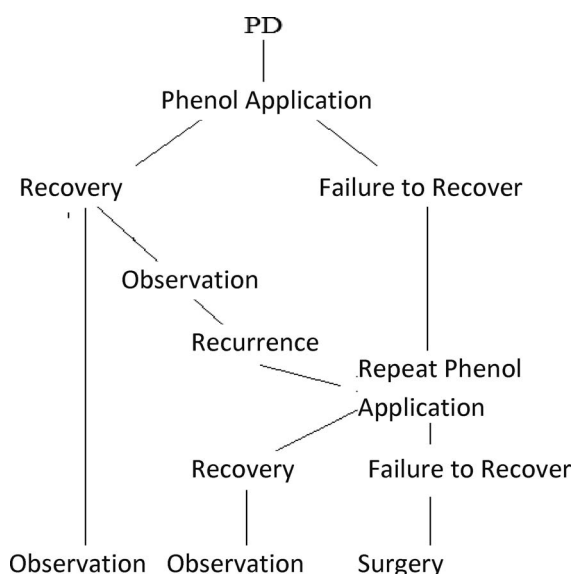 PD
Phenol Application
Recovery
Failure to Recover
Observation
Recurrence
Repeat Phenol
Application
Recovery
Failure to Recover
Observation
Observation
Surgery